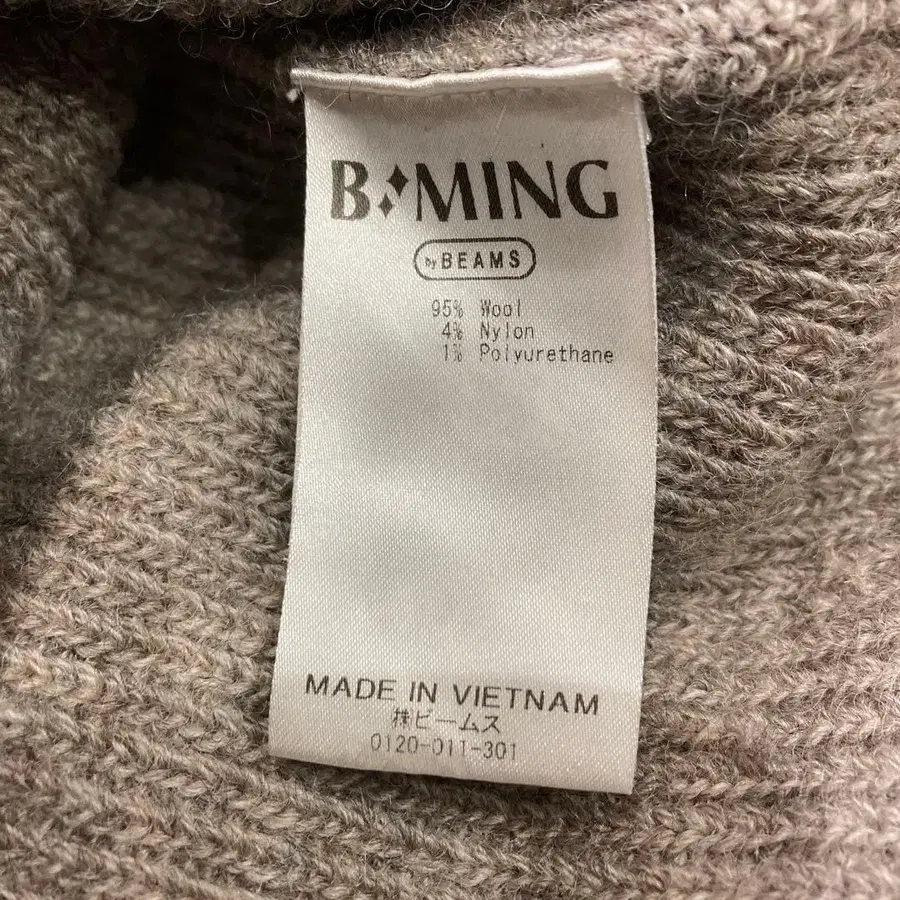 B:MING
by BEAMS
95% Wool
4% Nylon
1% Polyurethane
MADE IN VIETNAM
㈱ビームス
0120-011-301